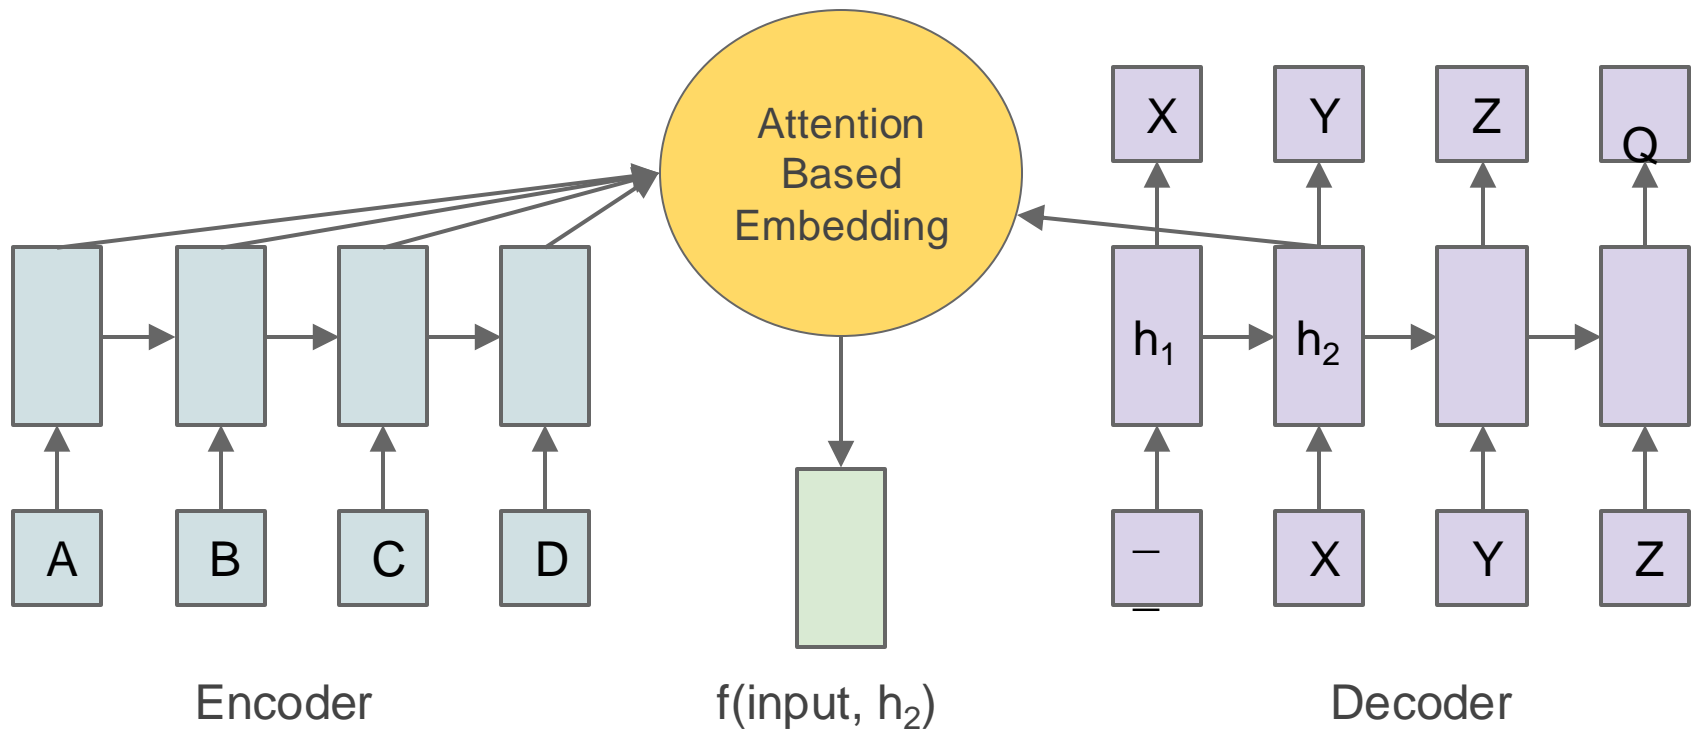 Attention
Based
Embedding
X Y Z Q
h₁ h₂
A B C D
_ X Y Z
_
Encoder f(input, h₂) Decoder